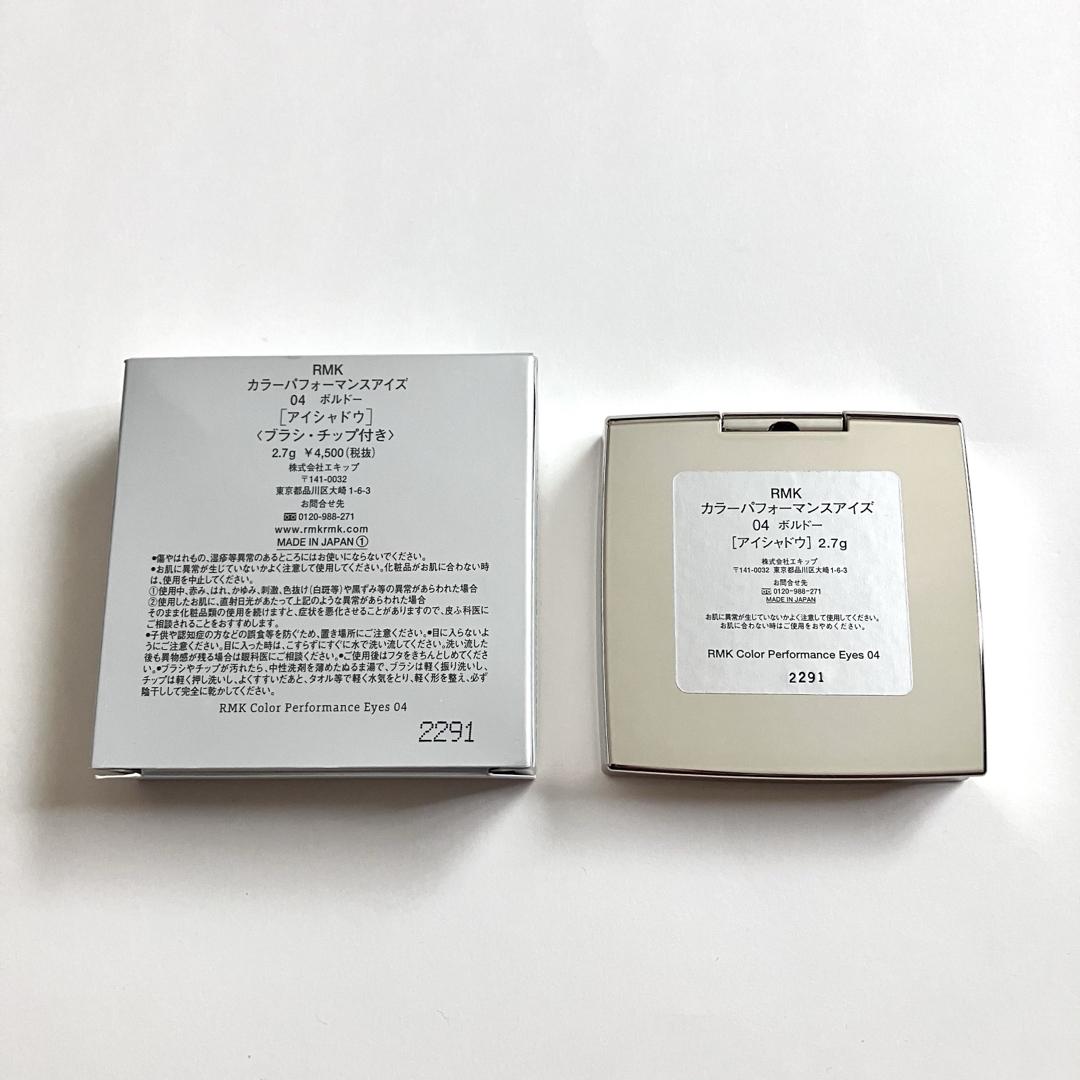 RMK
カラーパフォーマンスアイズ
04 ボルドー
[アイシャドウ]
〈ブラシ・チップ付き〉
2.7g ¥4,500(税抜)
株式会社エキップ
〒141-0032
東京都品川区大崎1-6-3
お問合せ先
0120-988-271
www.rmkrmk.com
MADE IN JAPAN ①
●傷やはれもの、湿疹等異常のあるところにはお使いにならないでください。
●お肌に異常が生じていないかよく注意して使用してください。化粧品がお肌に合わない時
は、使用を中止してください。
①使用中、赤み、はれ、かゆみ、刺激、色抜け(白斑等)や黒ずみ等の異常があらわれた場合
②使用したお肌に、直射日光があたって上記のような異常があらわれた場合
そのまま化粧品類の使用を続けますと、症状を悪化させることがありますので、皮ふ科医に
ご相談されることをおすすめします。
●子供や認知症の方などの誤食等を防ぐため、置き場所にご注意ください。●目に入らないよ
うにご注意ください。目に入った時は、こすらずにすぐに水で洗い流してください。洗い流した
後も異物感が残る場合は眼科医にご相談ください。●ご使用後はフタをきちんとしめてくださ
い。●ブラシやチップが汚れたら、中性洗剤を薄めたぬるま湯で、ブラシは軽く振り洗いし、
チップは軽く押し洗いし、よくすすいだあと、タオル等で軽く水気をとり、軽く形を整え、必ず
陰干しして完全に乾かしてください。
RMK Color Performance Eyes 04
2291
RMK
カラーパフォーマンスアイズ
04 ボルドー
[アイシャドウ] 2.7g
株式会社エキップ
〒141-0032 東京都品川区大崎1-6-3
お問合せ先
0120-988-271
MADE IN JAPAN
お肌に異常が生じていないかよく注意して使用してください。
お肌に合わない時はご使用をおやめください。
RMK Color Performance Eyes 04
2291